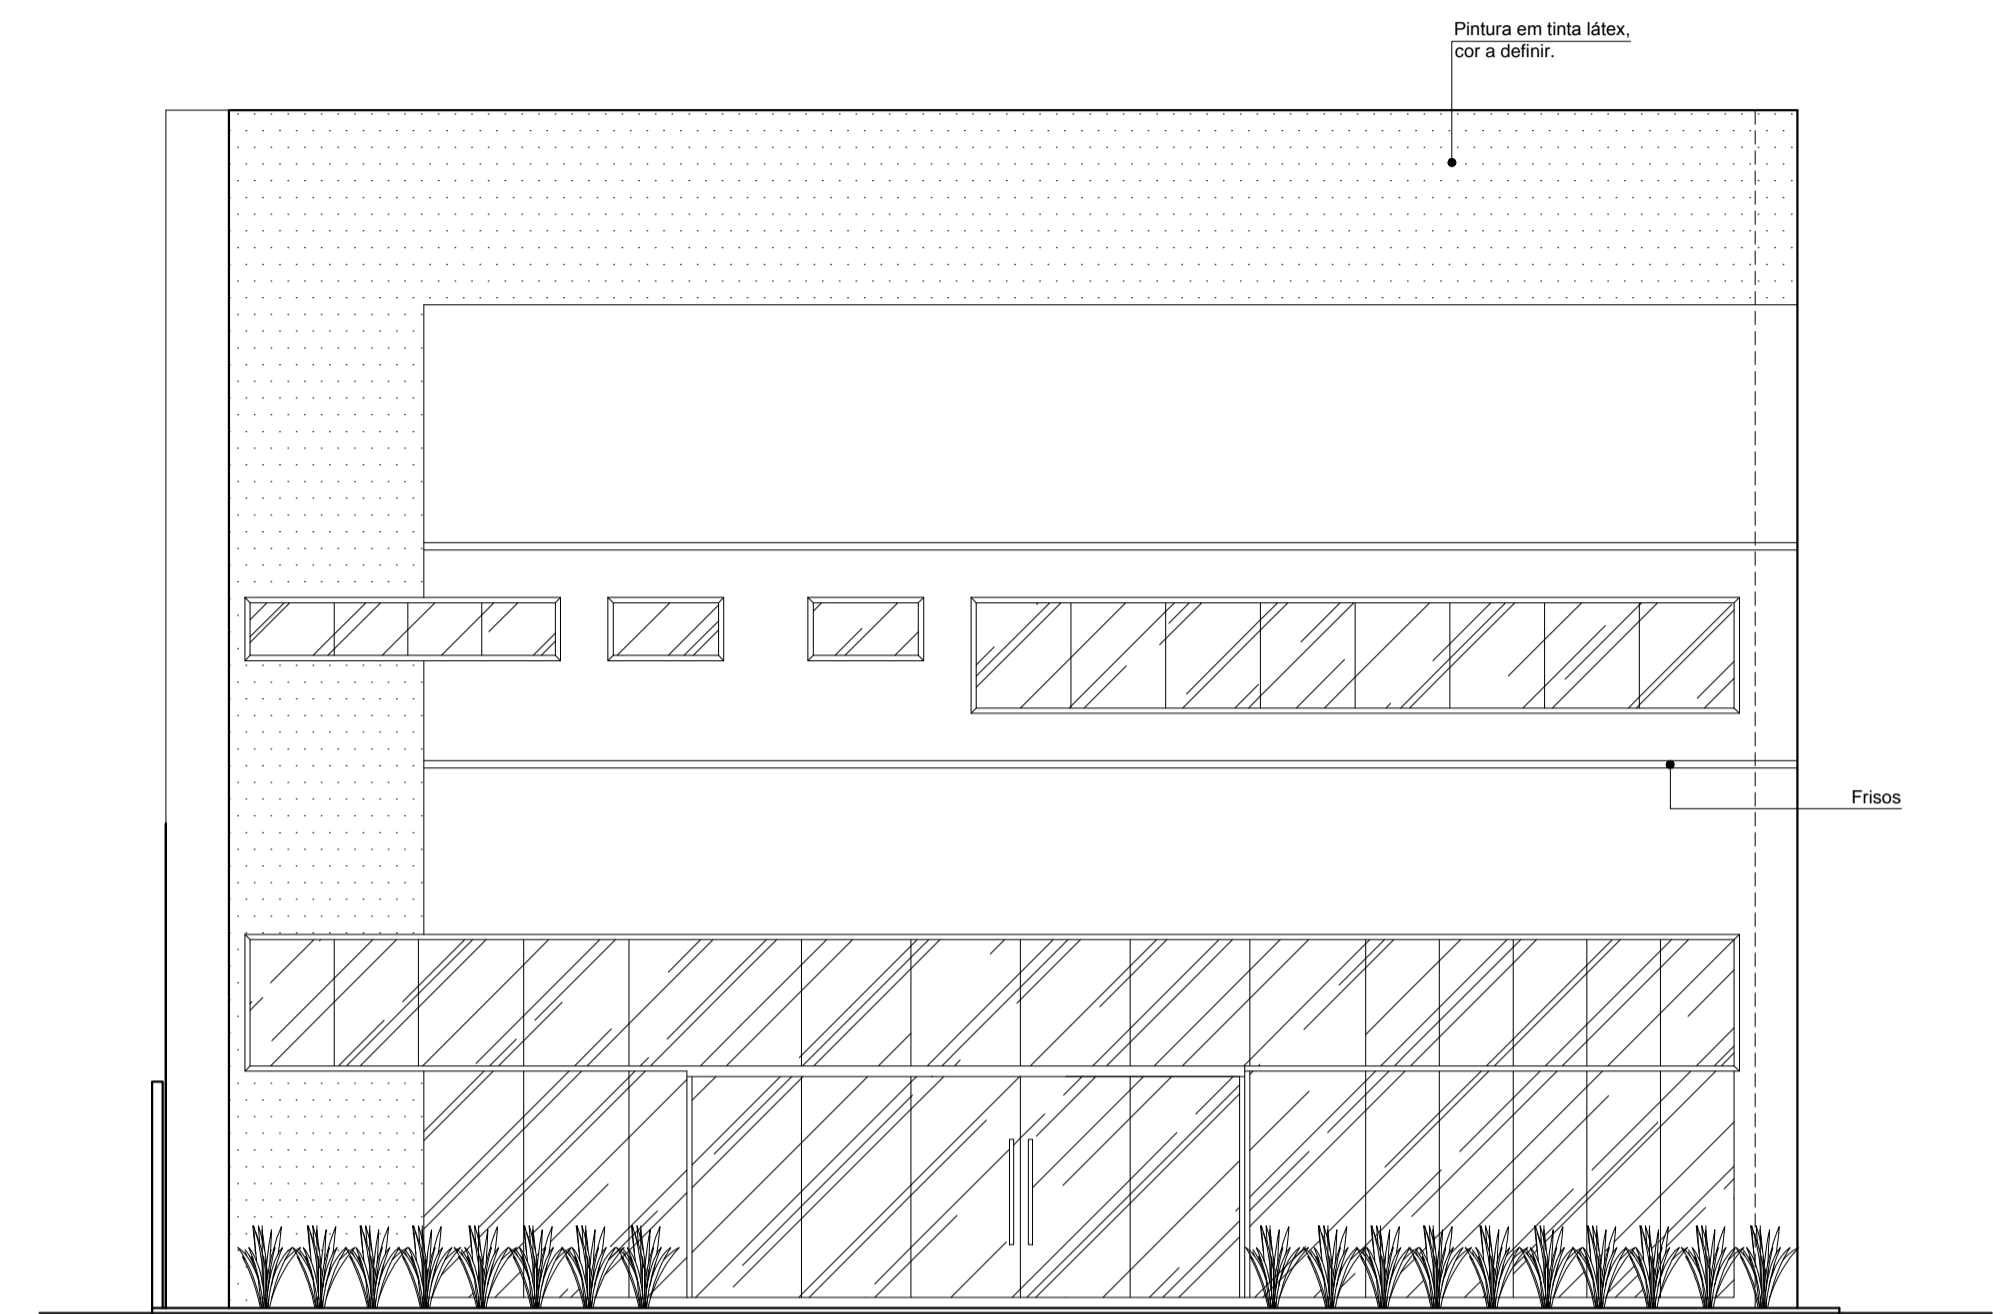 Pintura em tinta látex,
cor a definir.
Frisos